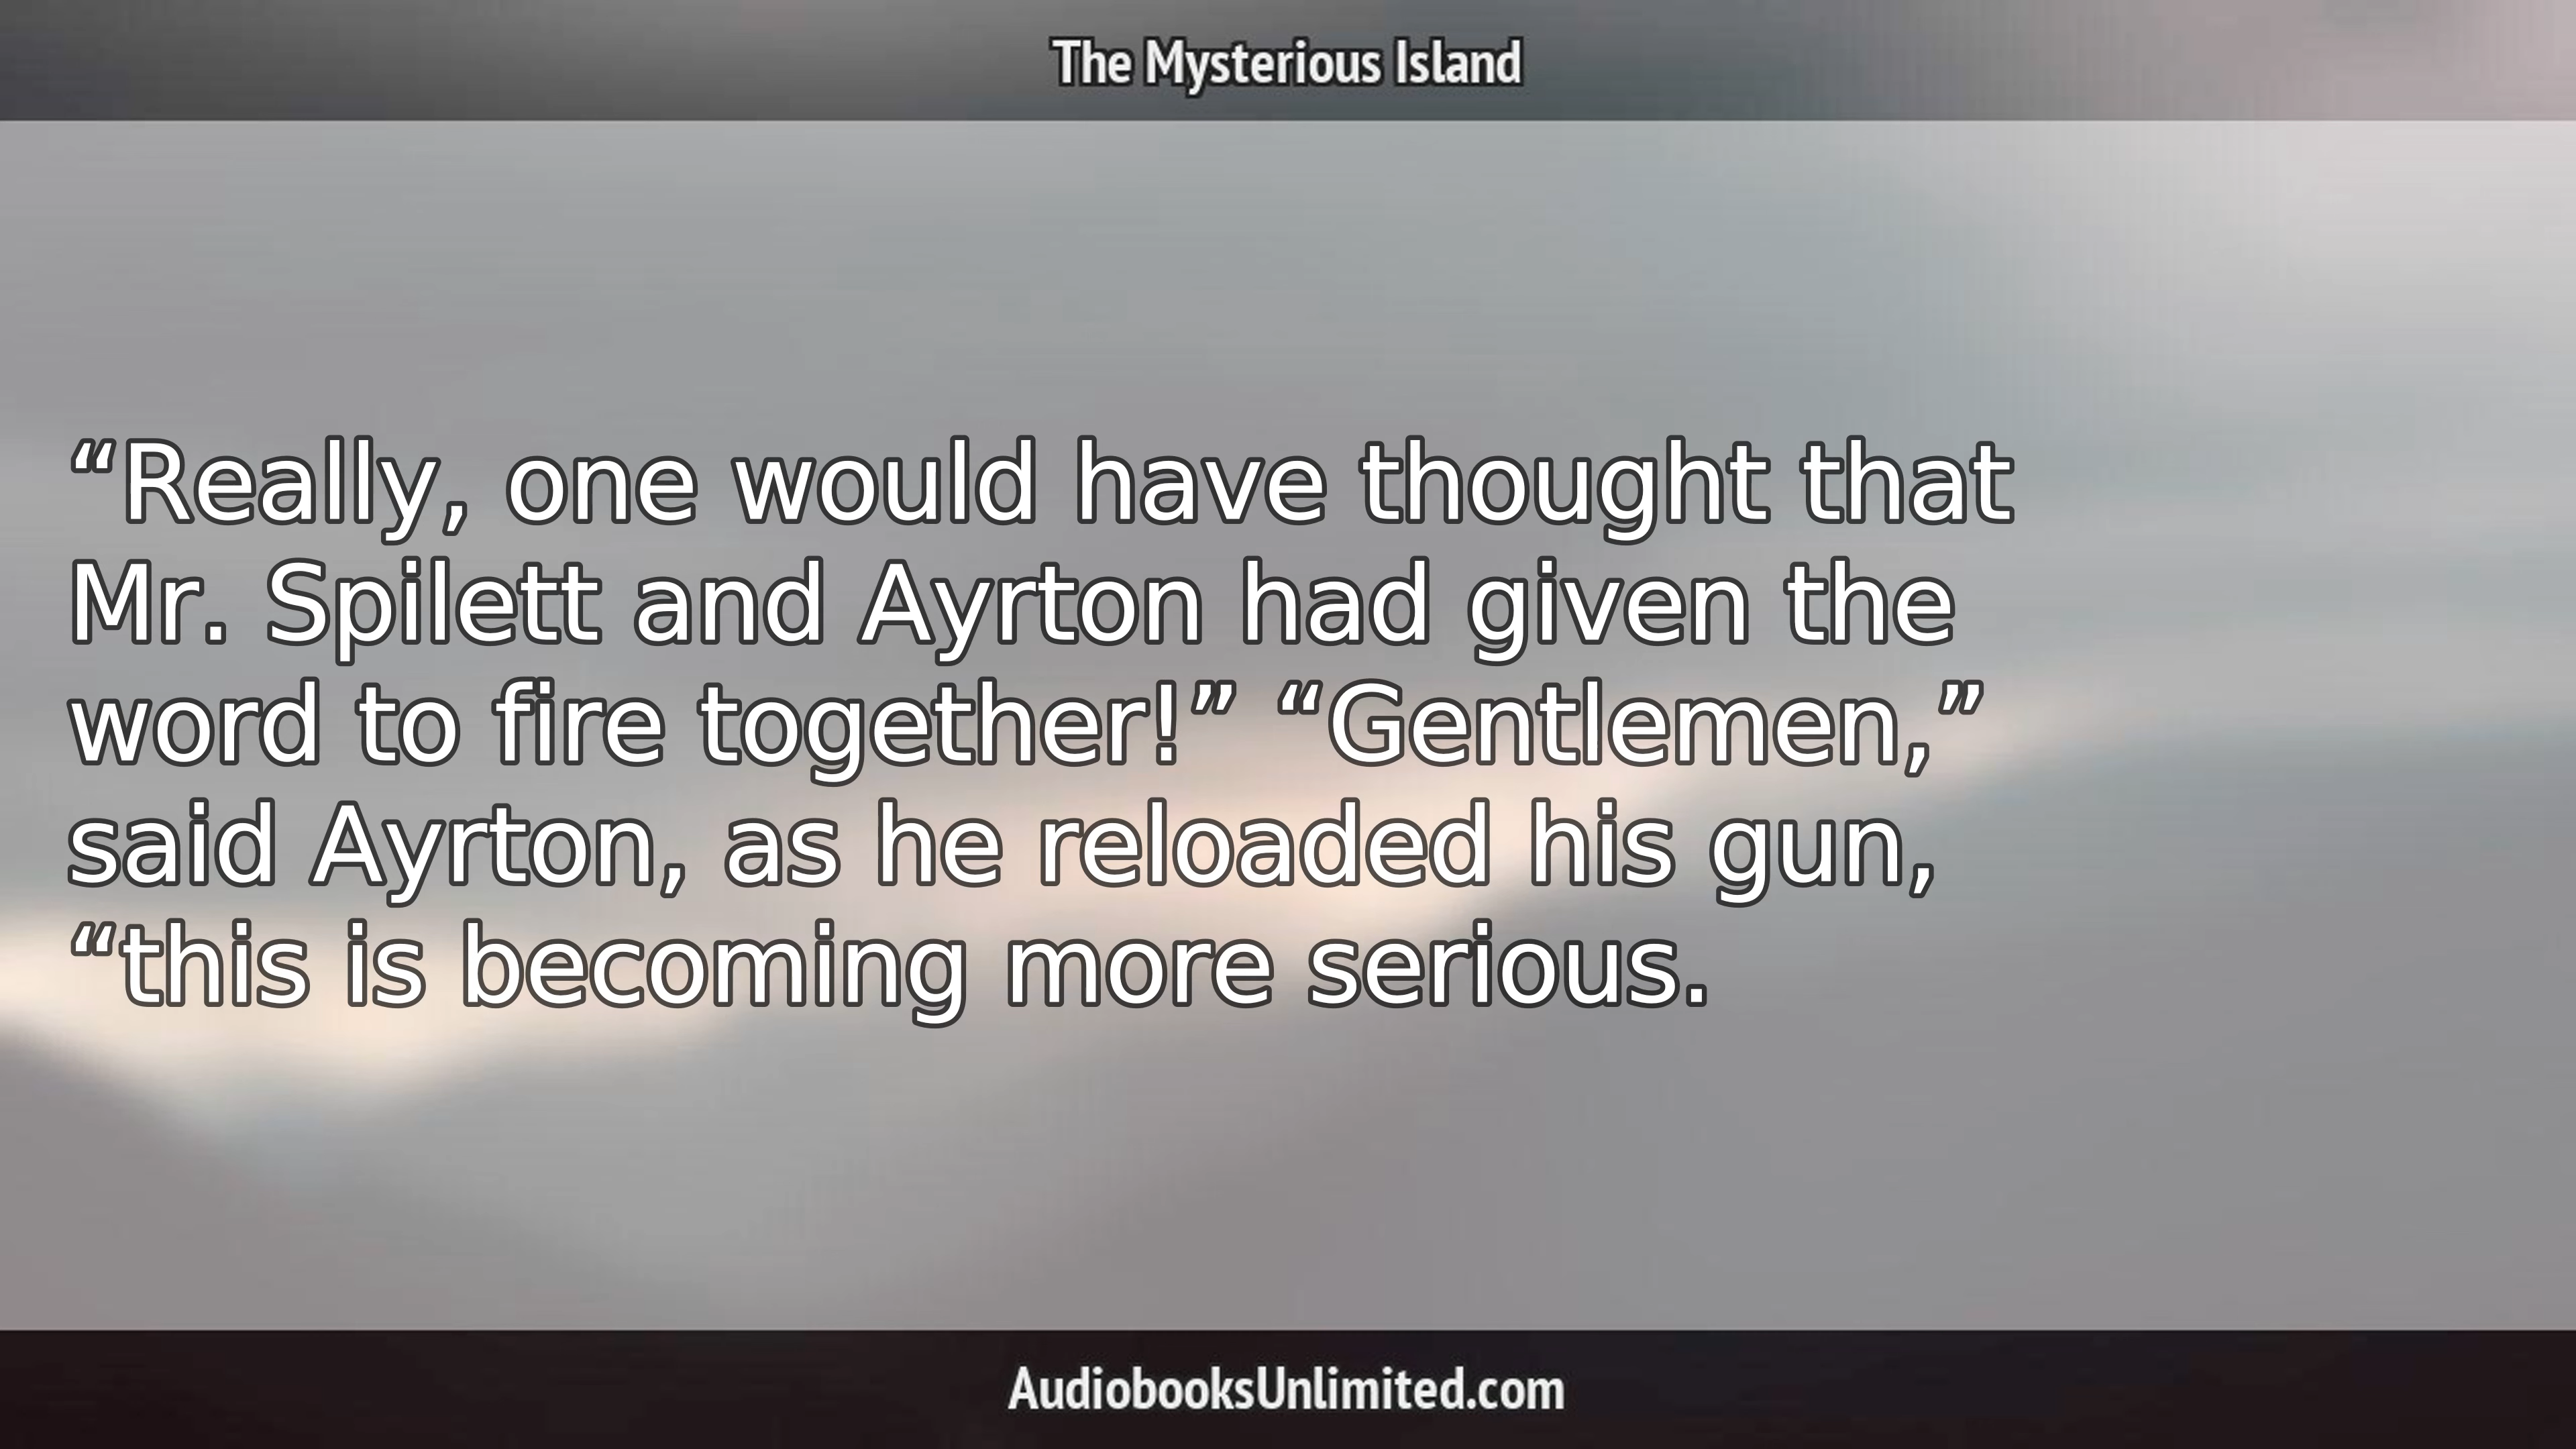 The Mysterious Island
“Really, one would have thought that
Mr. Spilett and Ayrton had given the
word to fire together!” “Gentlemen,”
said Ayrton, as he reloaded his gun,
“this is becoming more serious.
AudiobooksUnlimited.com